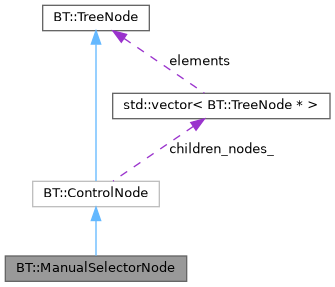 BT::TreeNode
elements
std::vector< BT::TreeNode * >
children_nodes_
BT::ControlNode
BT::ManualSelectorNode